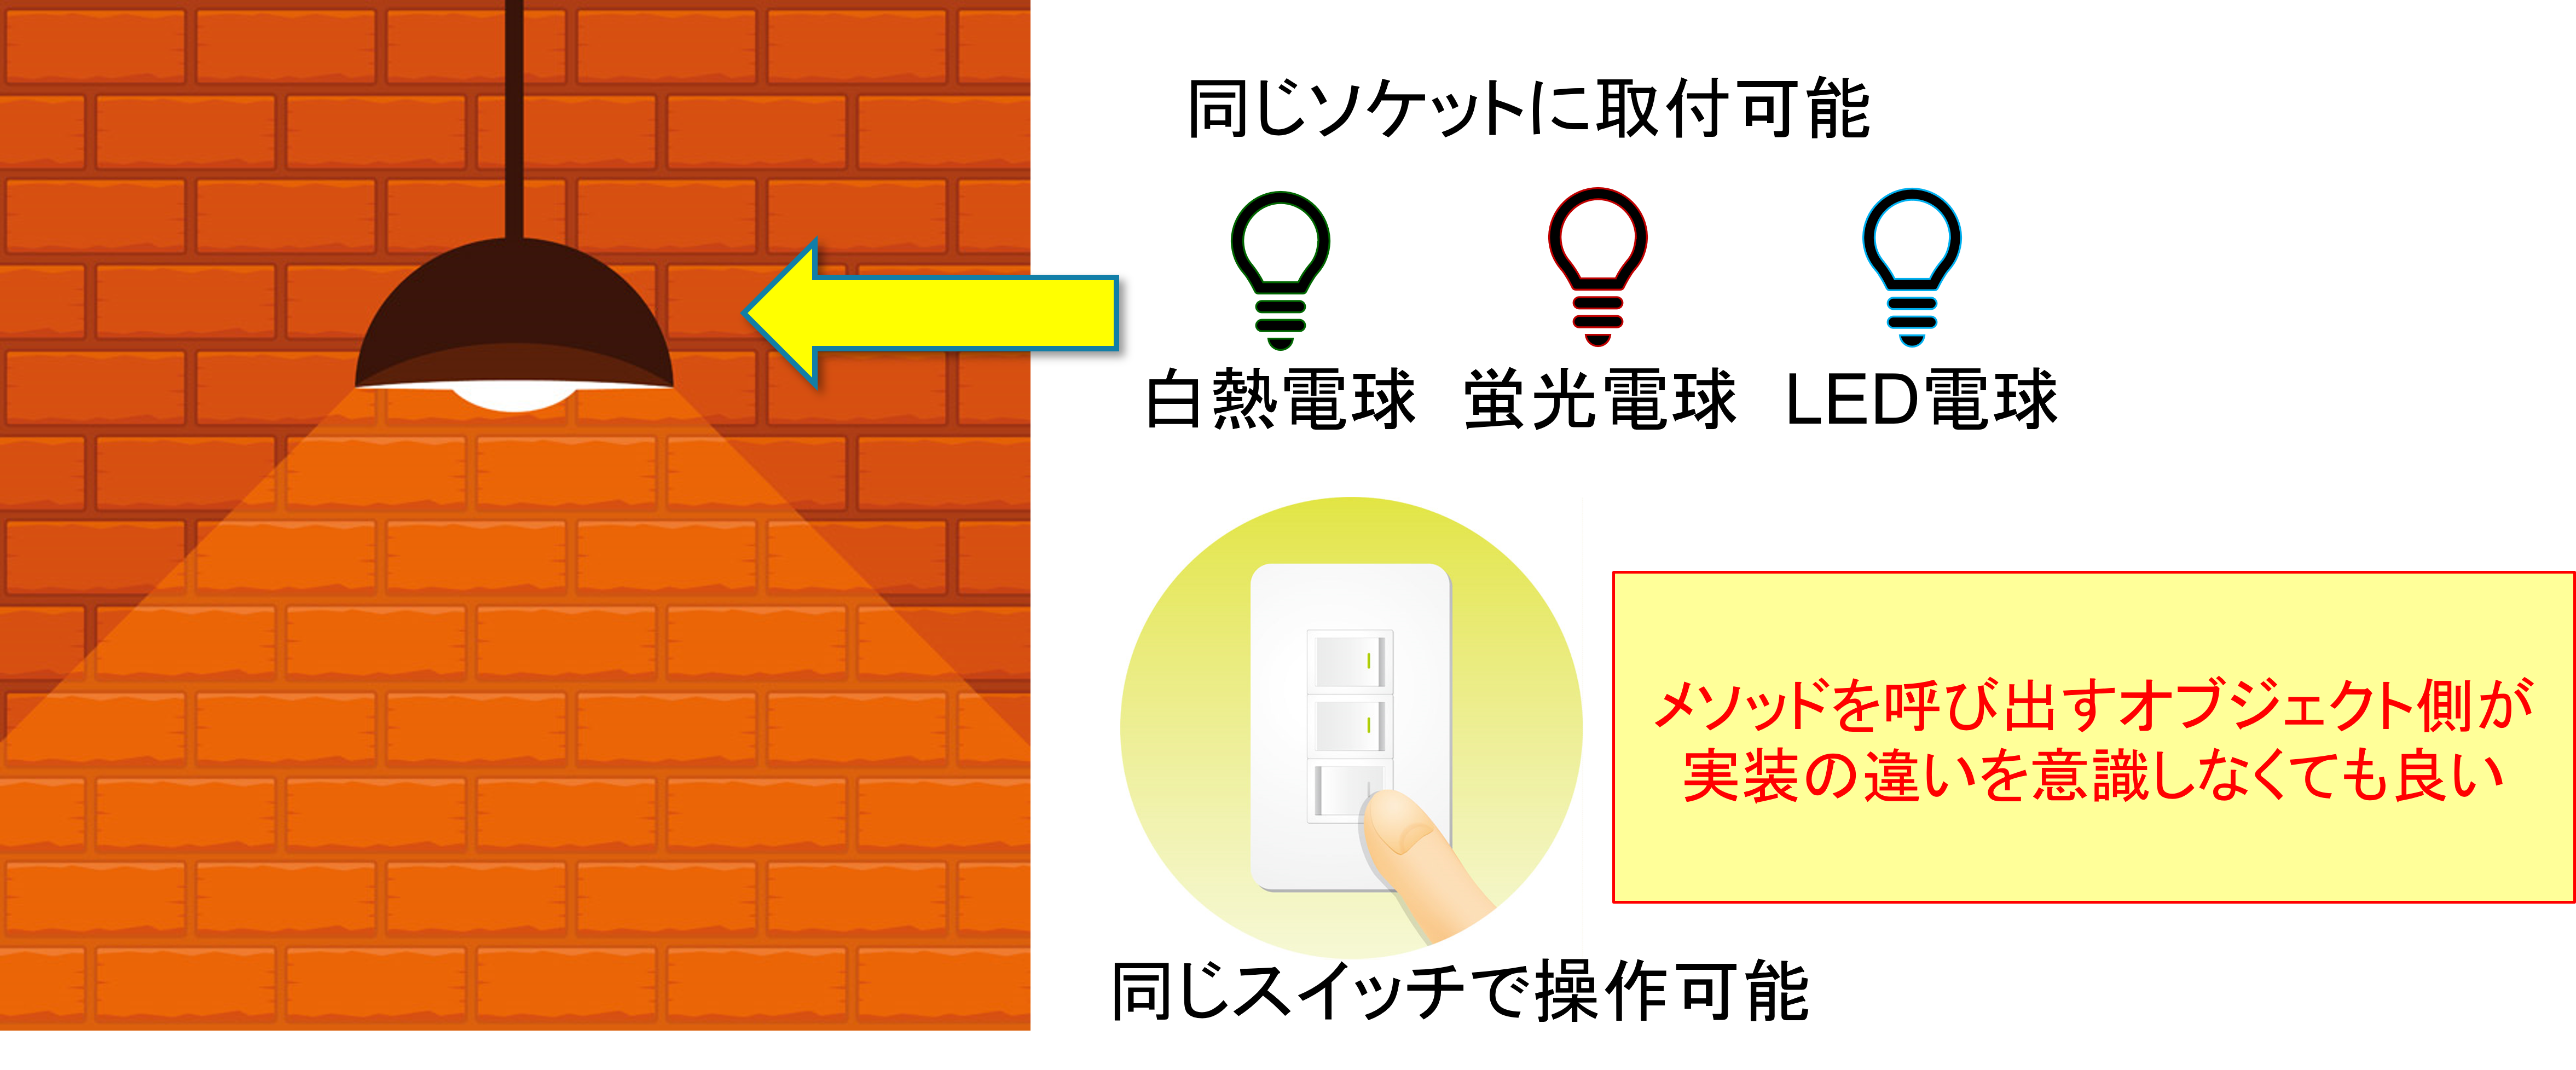 同じソケットに取付可能
白熱電球 蛍光電球 LED電球
メソッドを呼び出すオブジェクト側が
実装の違いを意識しなくても良い
同じスイッチで操作可能